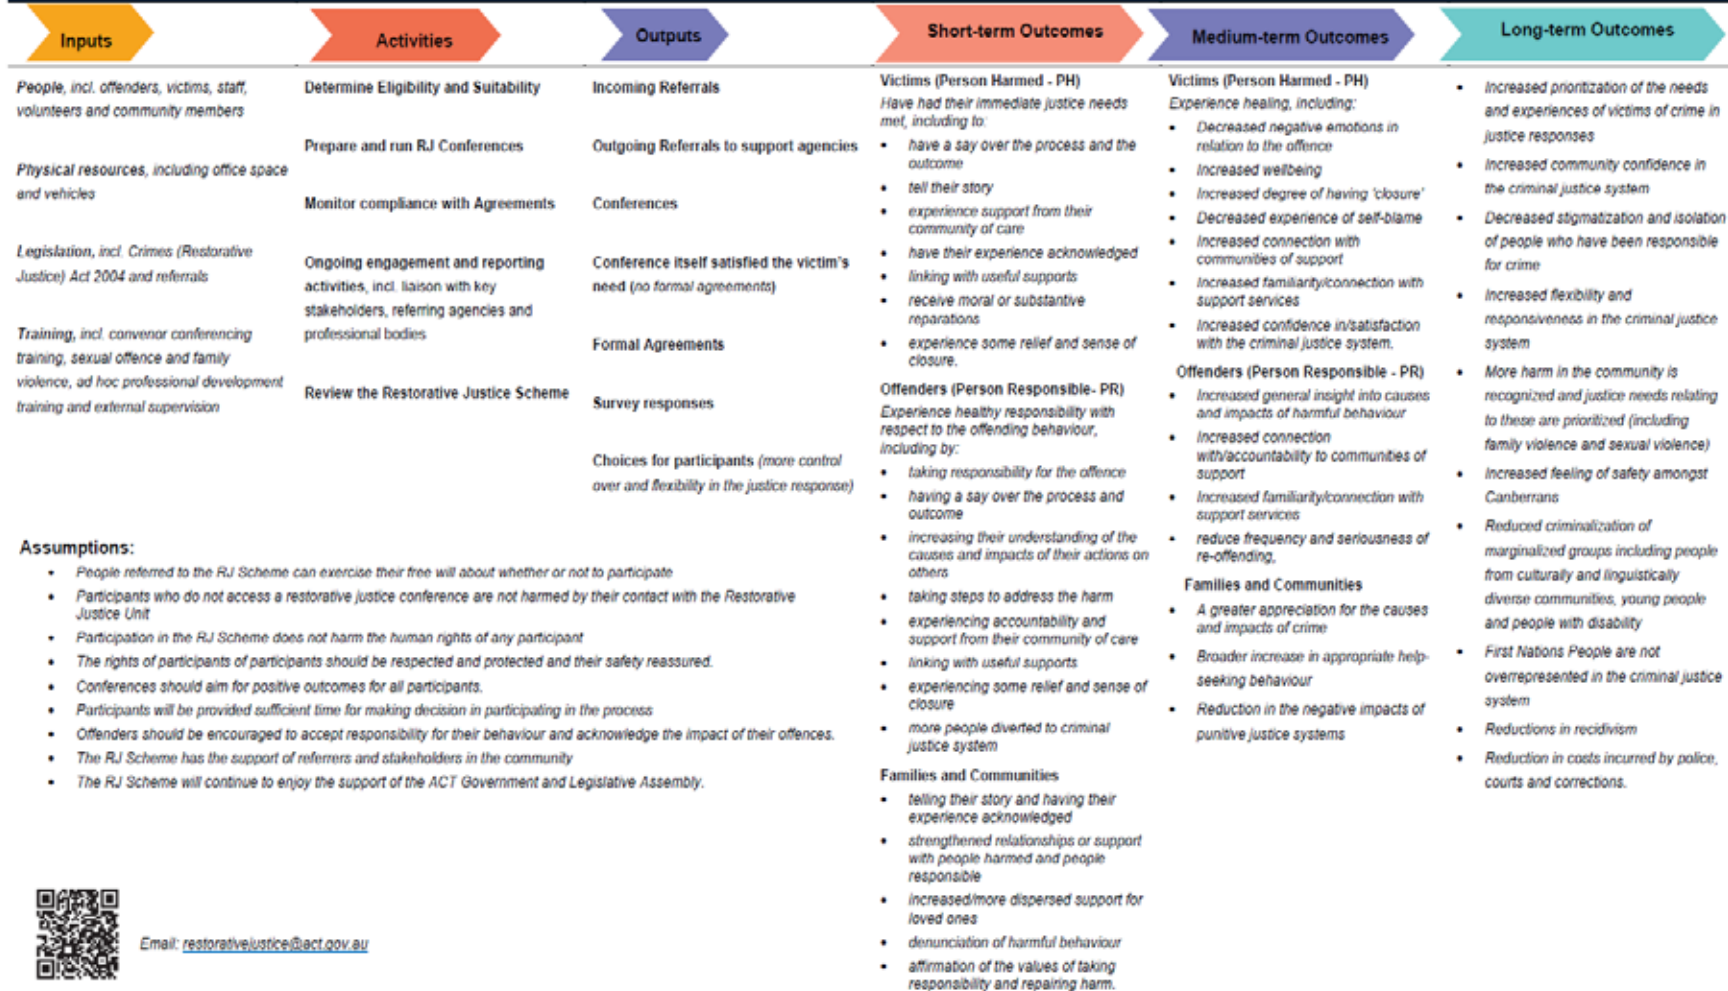 Inputs
People, incl. offenders, victims, staff,
volunteers and community members
Physical resources, including office space
and vehicles
Legislation, incl. Crimes (Restorative
Justice) Act 2004 and referrals
Training, incl. convenor conferencing
training, sexual offence and family
violence, ad hoc professional development
training and external supervision
Activities
Determine Eligibility and Suitability
Prepare and run RJ Conferences
Monitor compliance with Agreements
Ongoing engagement and reporting
activities, incl. liaison with key
stakeholders, referring agencies and
professional bodies
Review the Restorative Justice Scheme
Outputs
Incoming Referrals
Outgoing Referrals to support agencies
Conferences
Conference itself satisfied the victim's
need (no formal agreements)
Formal Agreements
Survey responses
Choices for participants (more control
over and flexibility in the justice response)
Short-term Outcomes
Victims (Person Harmed - PH)
Have had their immediate justice needs
met, including to:
• have a say over the process and the
outcome
• tell their story
• experience support from their
community of care
• have their experience acknowledged
• linking with useful supports
• receive moral or substantive
reparations
• experience some relief and sense of
closure.
Offenders (Person Responsible- PR)
Experience healthy responsibility with
respect to the offending behaviour,
including by:
• taking responsibility for the offence
• having a say over the process and
outcome
• increasing their understanding of the
causes and impacts of their actions on
others
• taking steps to address the harm
• experiencing accountability and
support from their community of care
• linking with useful supports
• experiencing some relief and sense of
closure
• more people diverted to criminal
justice system
Families and Communities
• telling their story and having their
experience acknowledged
• strengthened relationships or support
with people harmed and people
responsible
• increased/more dispersed support for
loved ones
• denunciation of harmful behaviour
• affirmation of the values of taking
responsibility and repairing harm.
Medium-term Outcomes
Victims (Person Harmed - PH)
Experience healing, including:
• Decreased negative emotions in
relation to the offence
• Increased wellbeing
• Increased degree of having 'closure'
• Decreased experience of self-blame
• Increased connection with
communities of support
• Increased familiarity/connection with
support services
• Increased confidence in/satisfaction
with the criminal justice system.
Offenders (Person Responsible - PR)
• Increased general insight into causes
and impacts of harmful behaviour
• Increased connection
with/accountability to communities of
support
• Increased familiarity/connection with
support services
• reduce frequency and seriousness of
re-offending,
Families and Communities
• A greater appreciation for the causes
and impacts of crime
• Broader increase in appropriate help-
seeking behaviour
• Reduction in the negative impacts of
punitive justice systems
Long-term Outcomes
• Increased prioritization of the needs
and experiences of victims of crime in
justice responses
• Increased community confidence in
the criminal justice system
• Decreased stigmatization and isolation
of people who have been responsible
for crime
• Increased flexibility and
responsiveness in the criminal justice
system
• More harm in the community is
recognized and justice needs relating
to these are prioritized (including
family violence and sexual violence)
• Increased feeling of safety amongst
Canberrans
• Reduced criminalization of
marginalized groups including people
from culturally and linguistically
diverse communities, young people
and people with disability
• First Nations People are not
overrepresented in the criminal justice
system
• Reductions in recidivism
• Reduction in costs incurred by police,
courts and corrections.
Assumptions:
• People referred to the RJ Scheme can exercise their free will about whether or not to participate
• Participants who do not access a restorative justice conference are not harmed by their contact with the Restorative
Justice Unit
• Participation in the RJ Scheme does not harm the human rights of any participant
• The rights of participants of participants should be respected and protected and their safety reassured.
• Conferences should aim for positive outcomes for all participants.
• Participants will be provided sufficient time for making decision in participating in the process
• Offenders should be encouraged to accept responsibility for their behaviour and acknowledge the impact of their offences.
• The RJ Scheme has the support of referrers and stakeholders in the community
• The RJ Scheme will continue to enjoy the support of the ACT Government and Legislative Assembly.
Email: restorativejustice@act.gov.au